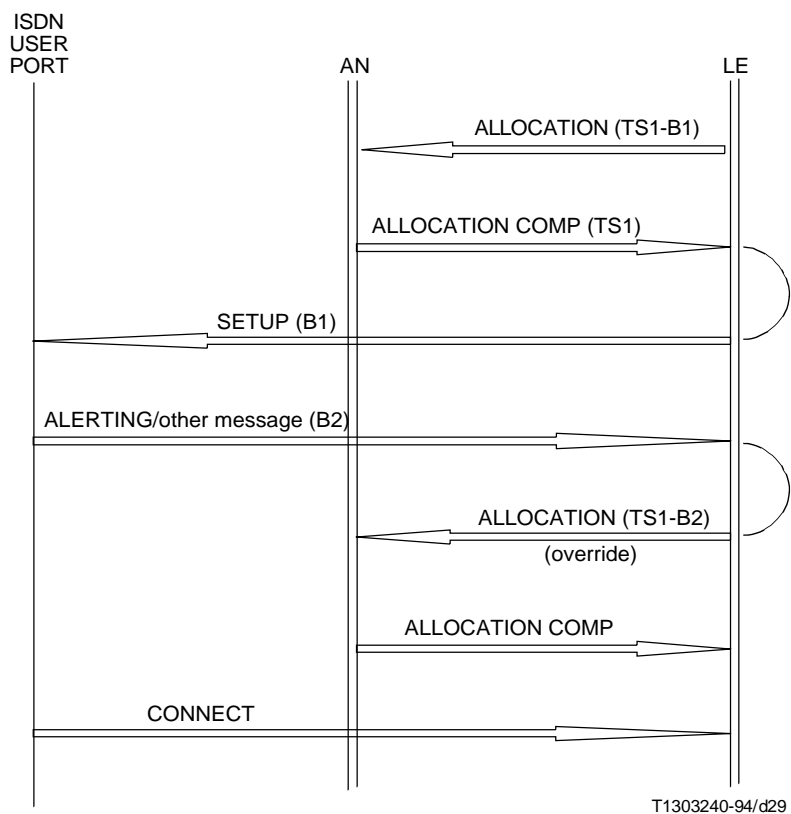 ISDN
USER
PORT
AN
LE
ALLOCATION (TS1-B1)
ALLOCATION COMP (TS1)
SETUP (B1)
ALERTING/other message (B2)
ALLOCATION (TS1-B2)
(override)
ALLOCATION COMP
CONNECT
T1303240-94/d29